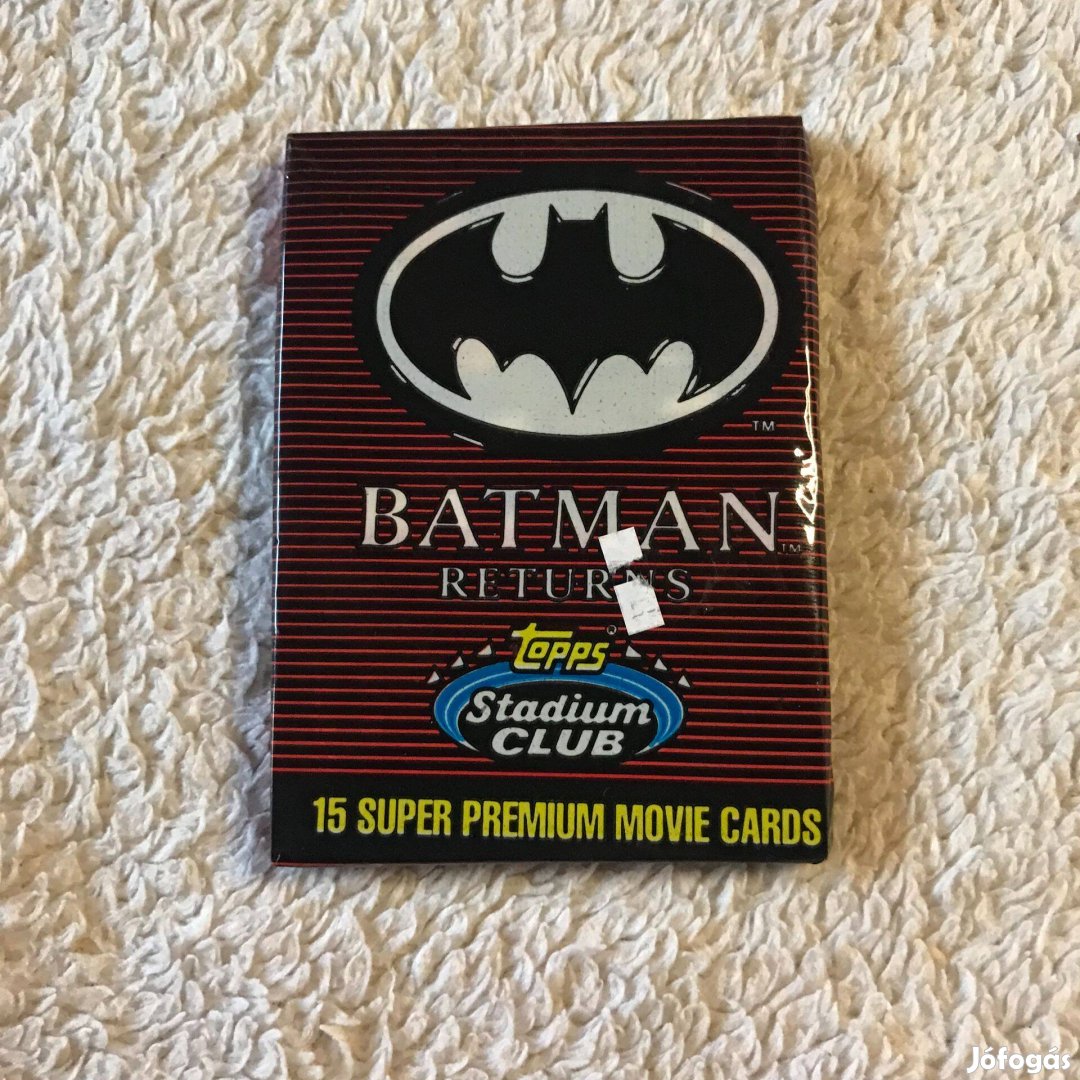 TM
BATMAN TM
RETURNS
topps ®
Stadium
CLUB
15 SUPER PREMIUM MOVIE CARDS
Jófogás